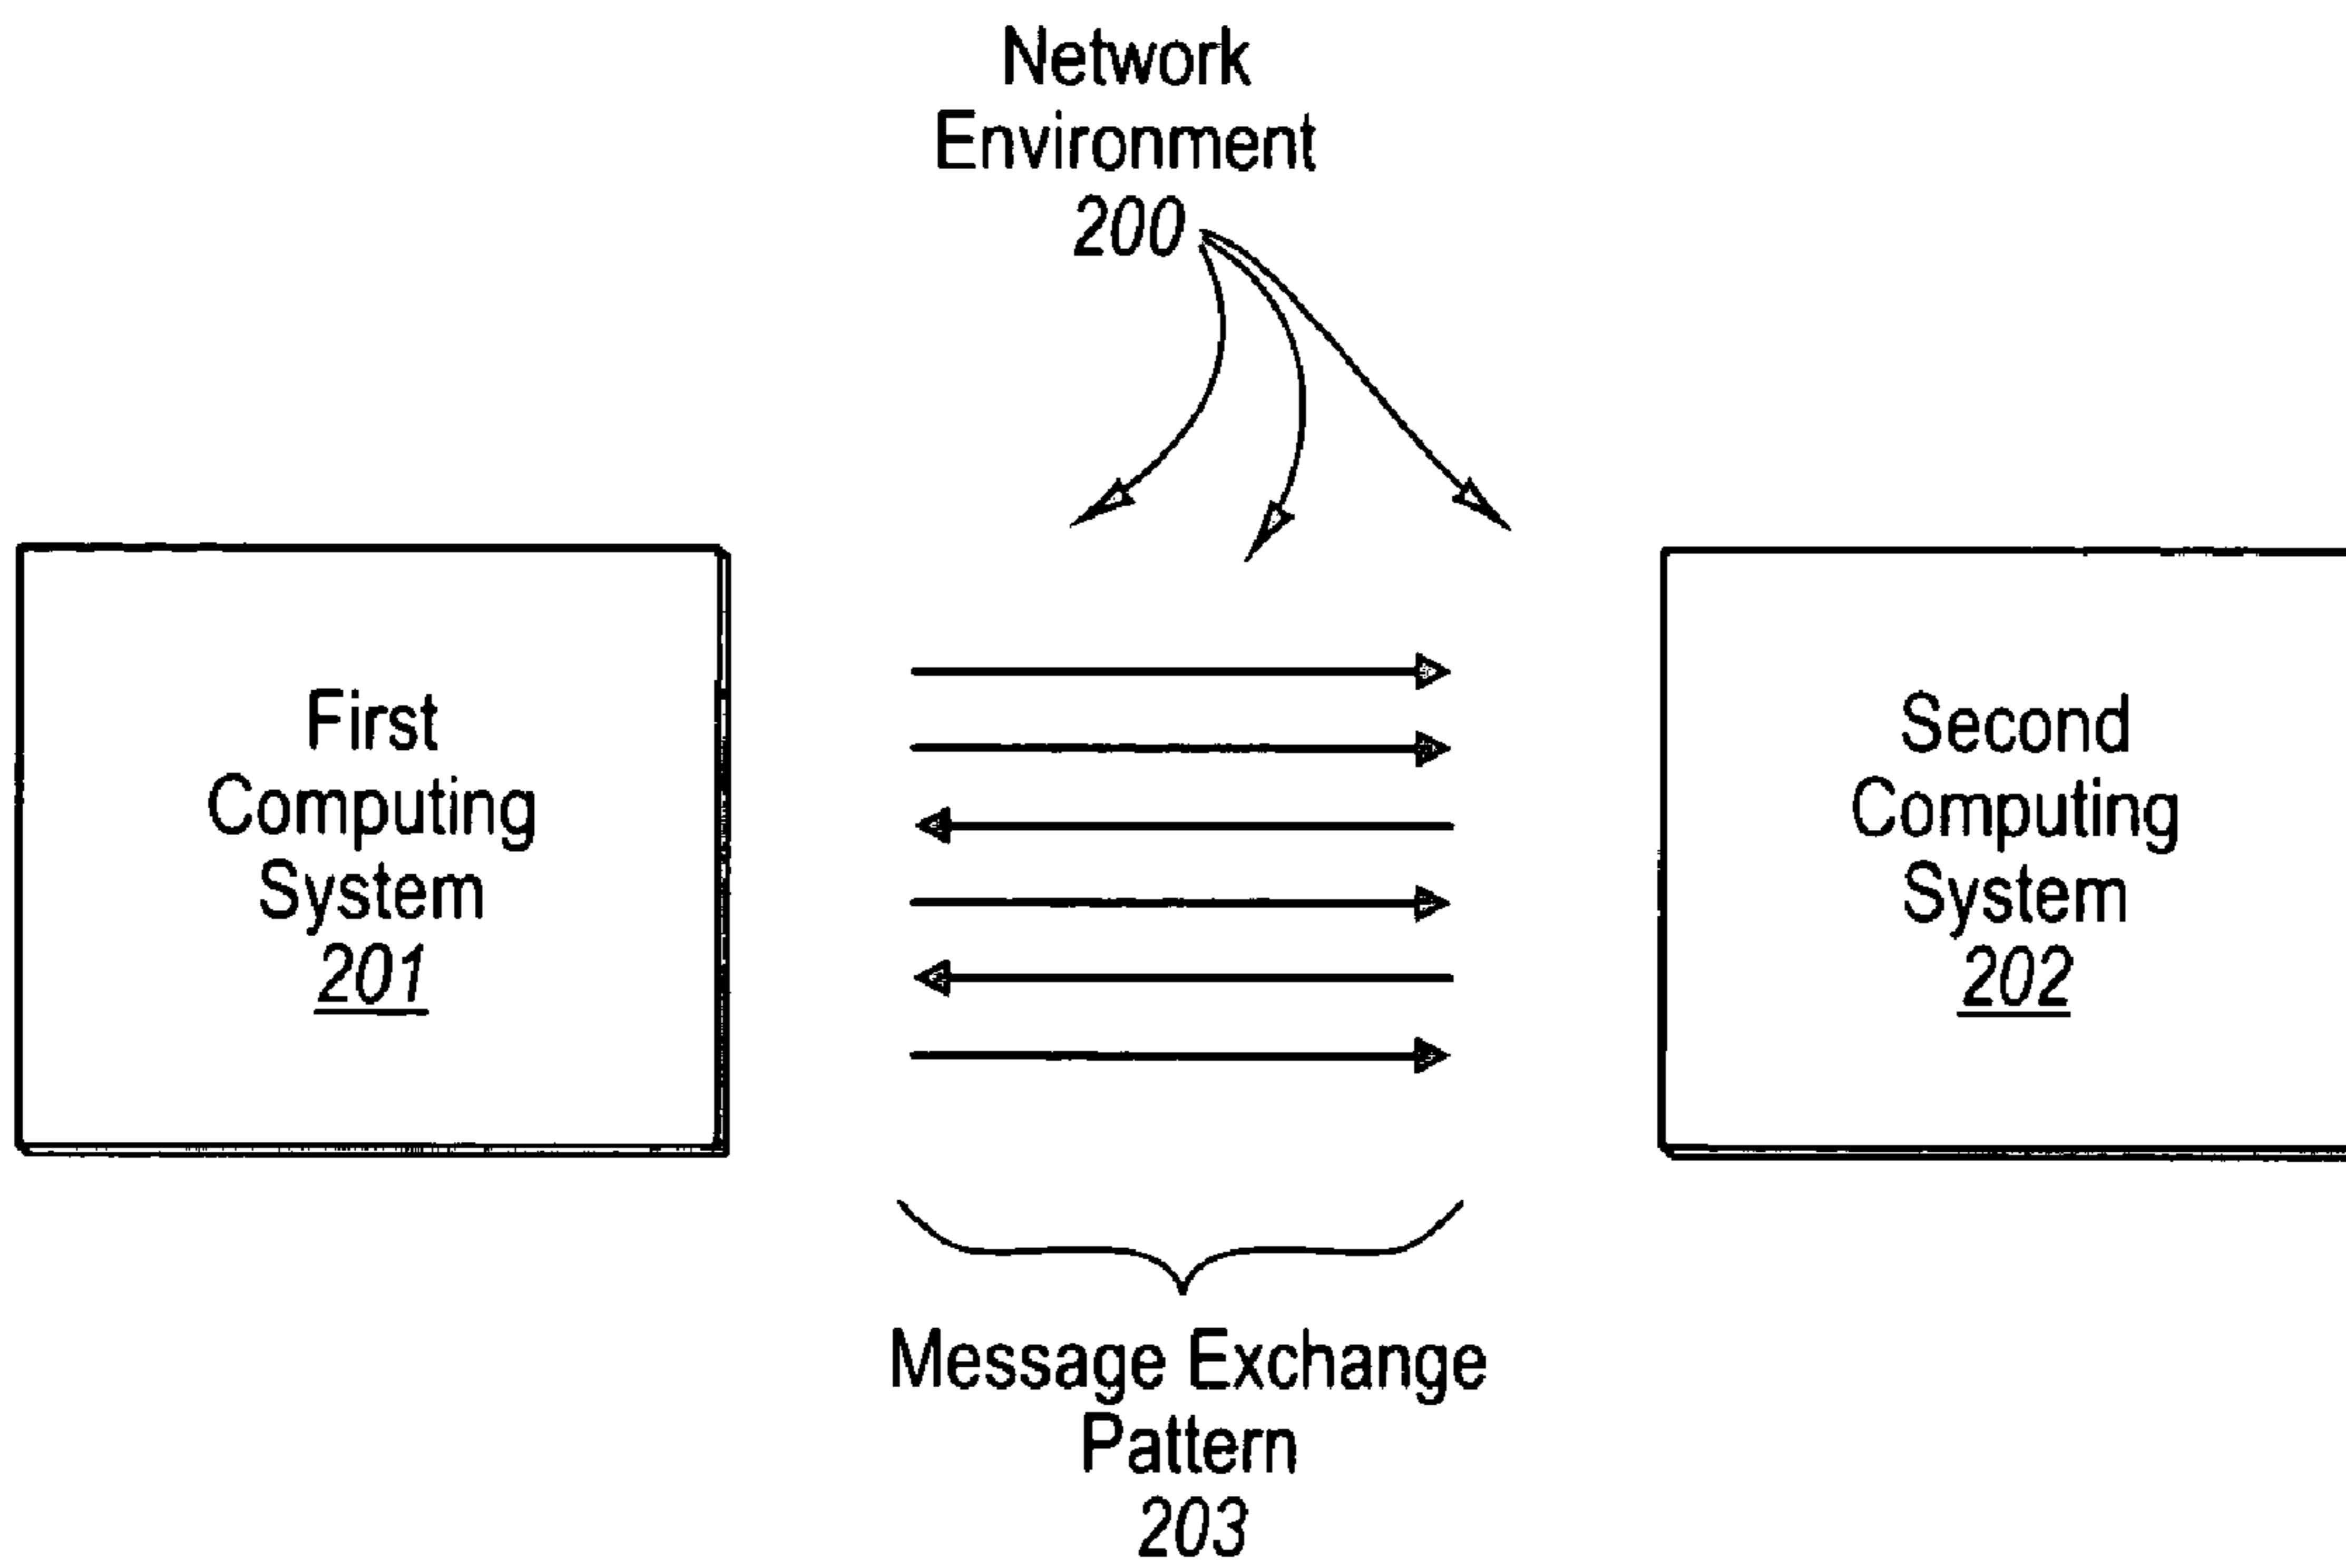 Network
Environment
200
First
Computing
System
201
Second
Computing
System
202
Message Exchange
Pattern
203